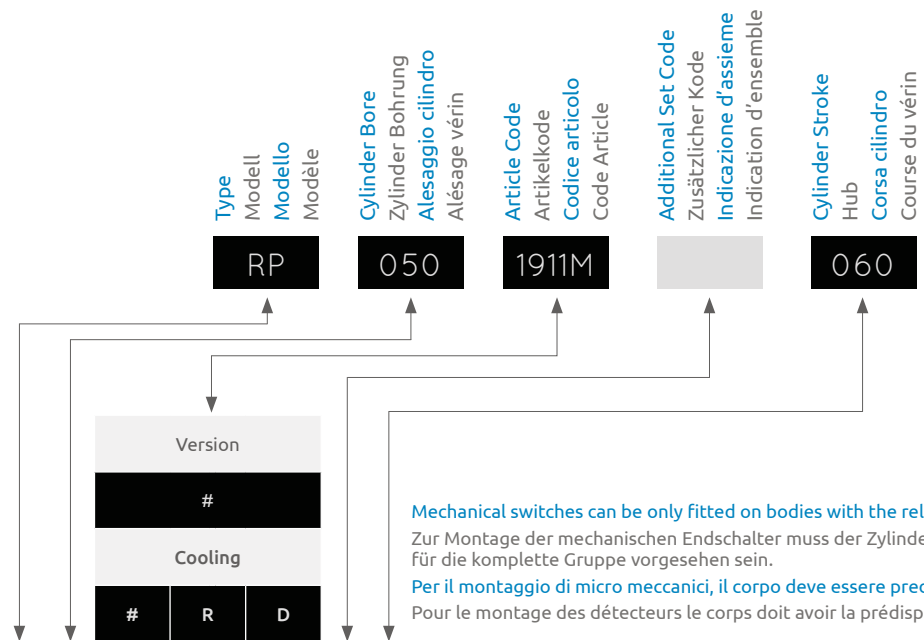 Type
Modell
Modello
Modèle
Cylinder Bore
Zylinder Bohrung
Alesaggio cilindro
Alésage vérin
Article Code
Artikelkode
Codice articolo
Code Article
Additional Set Code
Zusätzlicher Kode
Indicazione d'assieme
Indication d'ensemble
Cylinder Stroke
Hub
Corsa cilindro
Course du vérin
RP 050 1911M 060
Version
#
Cooling
# R D
Mechanical switches can be only fitted on bodies with the
Zur Montage der mechanischen Endschalter muss der
für die komplette Gruppe vorgesehen sein.
Per il montaggio di micro meccanici, il corpo deve essere
Pour le montage des détecteurs le corps doit avoir la